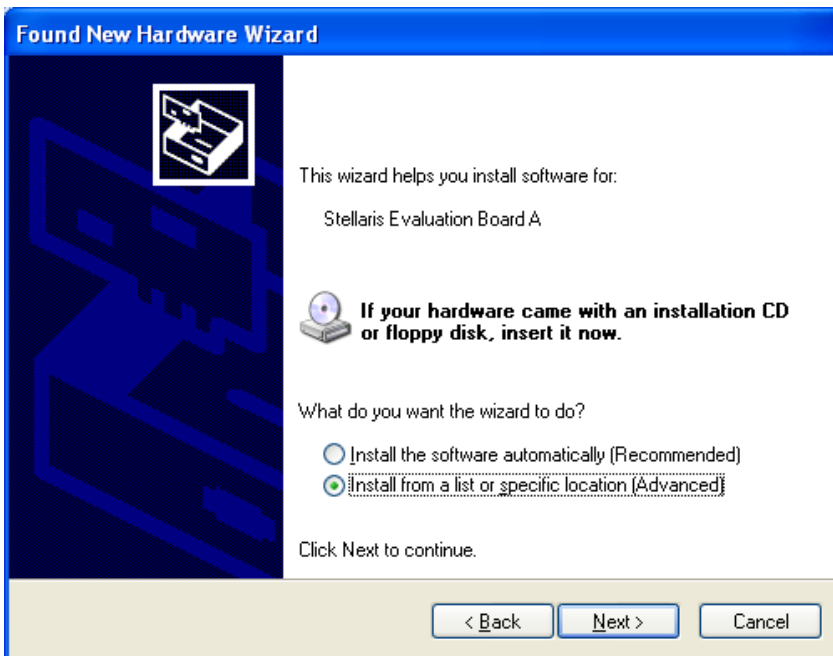 Found New Hardware Wizard
This wizard helps you install software for:
Stellaris Evaluation Board A
If your hardware came with an installation CD
or floppy disk, insert it now.
What do you want the wizard to do?
Install the software automatically (Recommended)
Install from a list or specific location (Advanced)
Click Next to continue.
< Back
Next >
Cancel